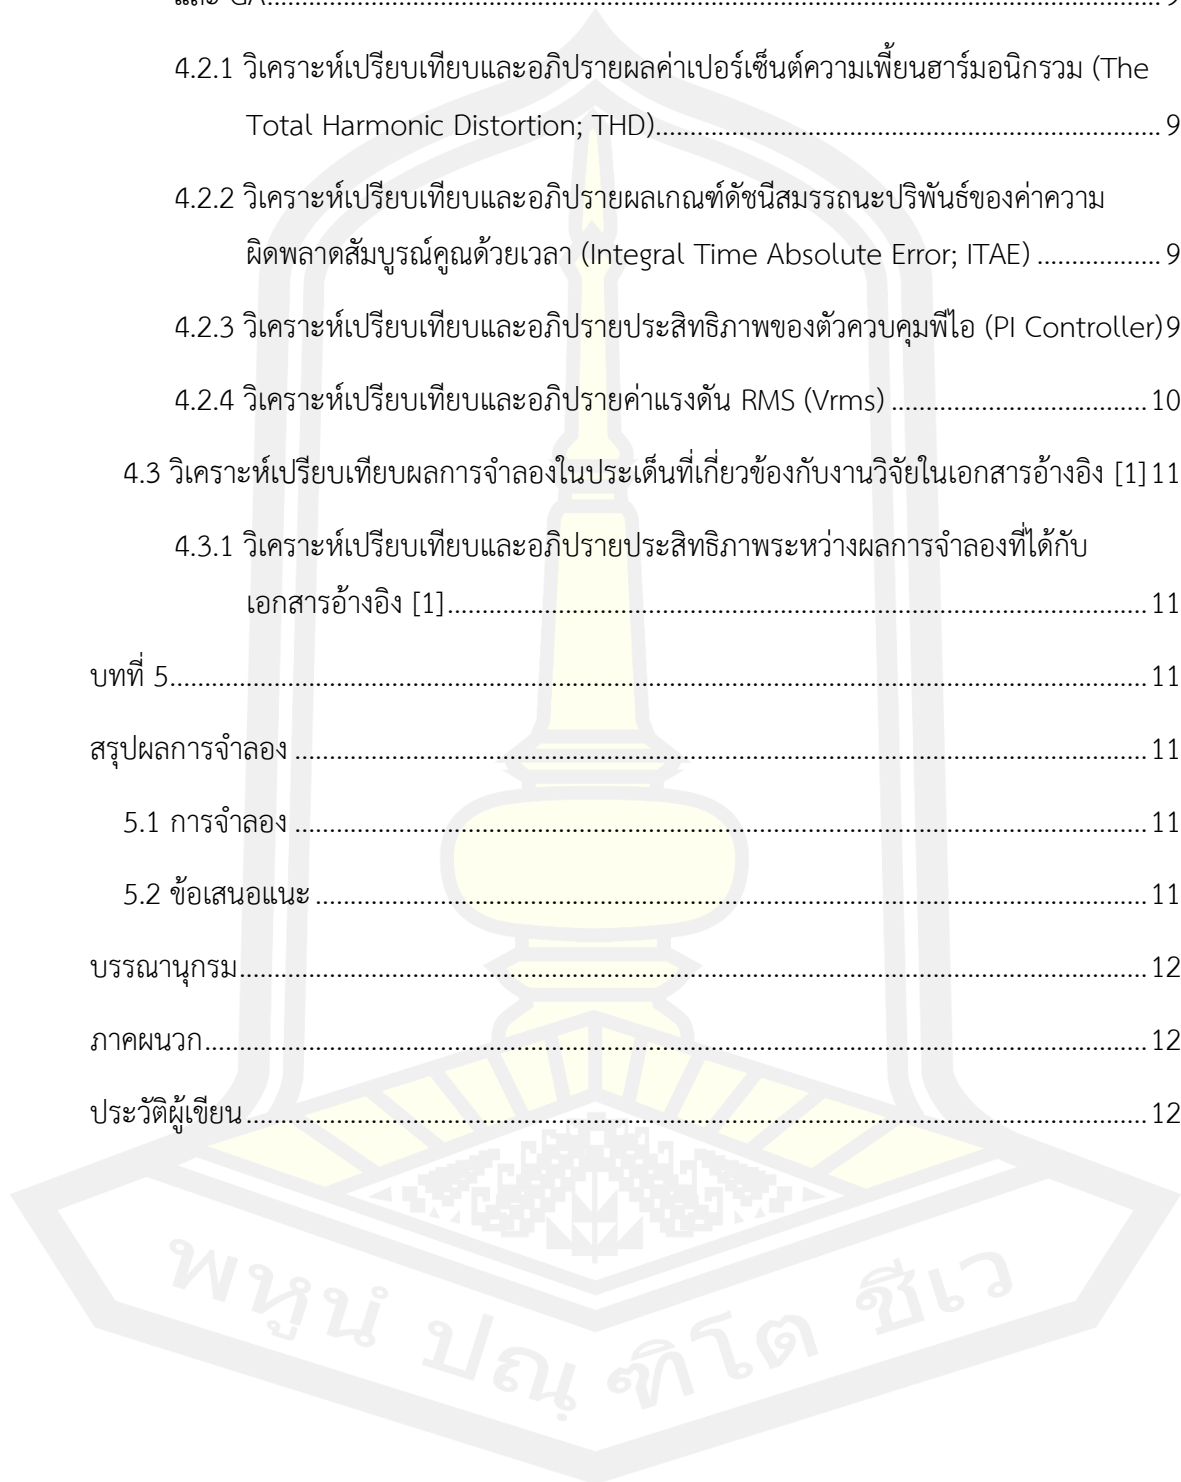 และ GA.......... 9
4.2.1 วิเคราะห์เปรียบเทียบและอภิปรายผลค่าเปอร์เซ็นต์ความเพี้ยนฮาร์มอนิกรวม (The
Total Harmonic Distortion; THD).......... 9
4.2.2 วิเคราะห์เปรียบเทียบและอภิปรายผลเกณฑ์ดัชนีสมรรถนะปริพันธ์ของค่าความ
ผิดพลาดสัมบูรณ์คูณด้วยเวลา (Integral Time Absolute Error; ITAE) .......... 9
4.2.3 วิเคราะห์เปรียบเทียบและอภิปรายประสิทธิภาพของตัวควบคุมพีไอ (PI Controller)9
4.2.4 วิเคราะห์เปรียบเทียบและอภิปรายค่าแรงดัน RMS (Vrms) .......... 10
4.3 วิเคราะห์เปรียบเทียบผลการจำลองในประเด็นที่เกี่ยวข้องกับงานวิจัยในเอกสารอ้างอิง [1] 11
4.3.1 วิเคราะห์เปรียบเทียบและอภิปรายประสิทธิภาพระหว่างผลการจำลองที่ได้กับ
เอกสารอ้างอิง [1].......... 11
บทที่ 5.......... 11
สรุปผลการจำลอง .......... 11
5.1 การจำลอง .......... 11
5.2 ข้อเสนอแนะ .......... 11
บรรณานุกรม.......... 12
ภาคผนวก.......... 12
ประวัติผู้เขียน .......... 12
พหูนํ ปณฺฑิโต ชีเว